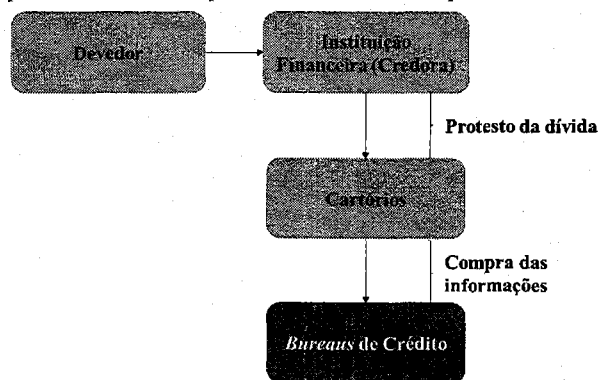 Devedor
Instituição
Financeira (Credora)
Protesto da dívida
Cartórios
Compra das
informações
Bureaus de Crédito